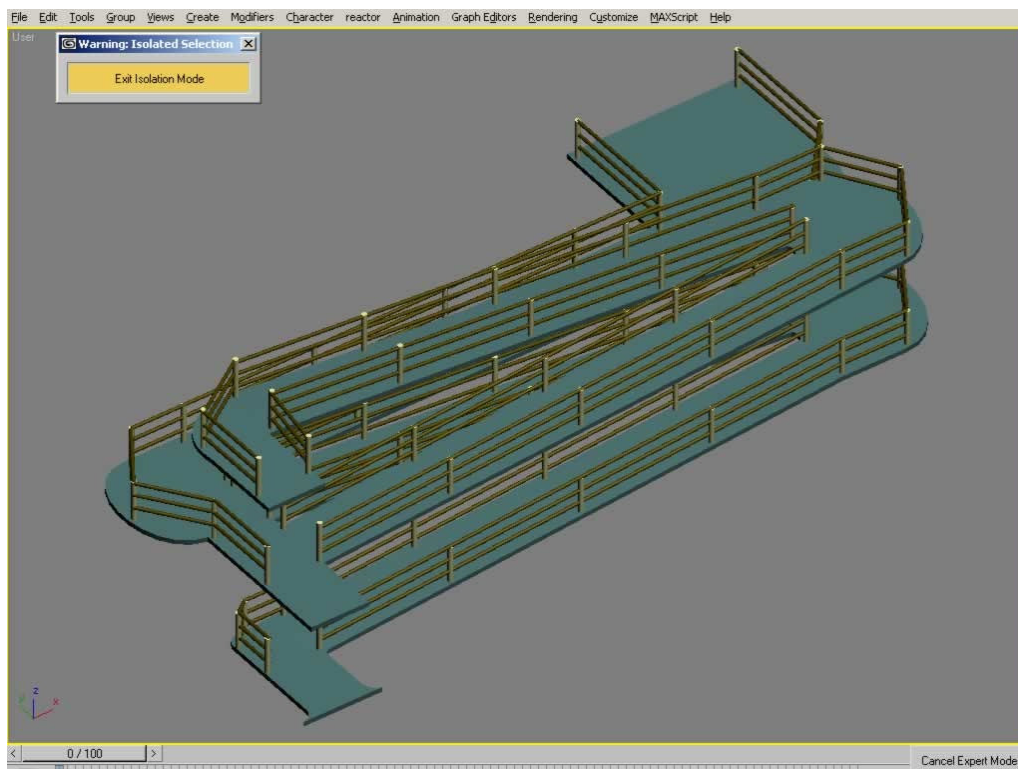 File Edit Tools Group Views Create Modifiers Character reactor Animation Graph Editors Rendering Customize MAXScript Help
User
Warning: Isolated Selection
Exit Isolation Mode
z
x
y
< 0 / 100 >
Cancel Expert Mode